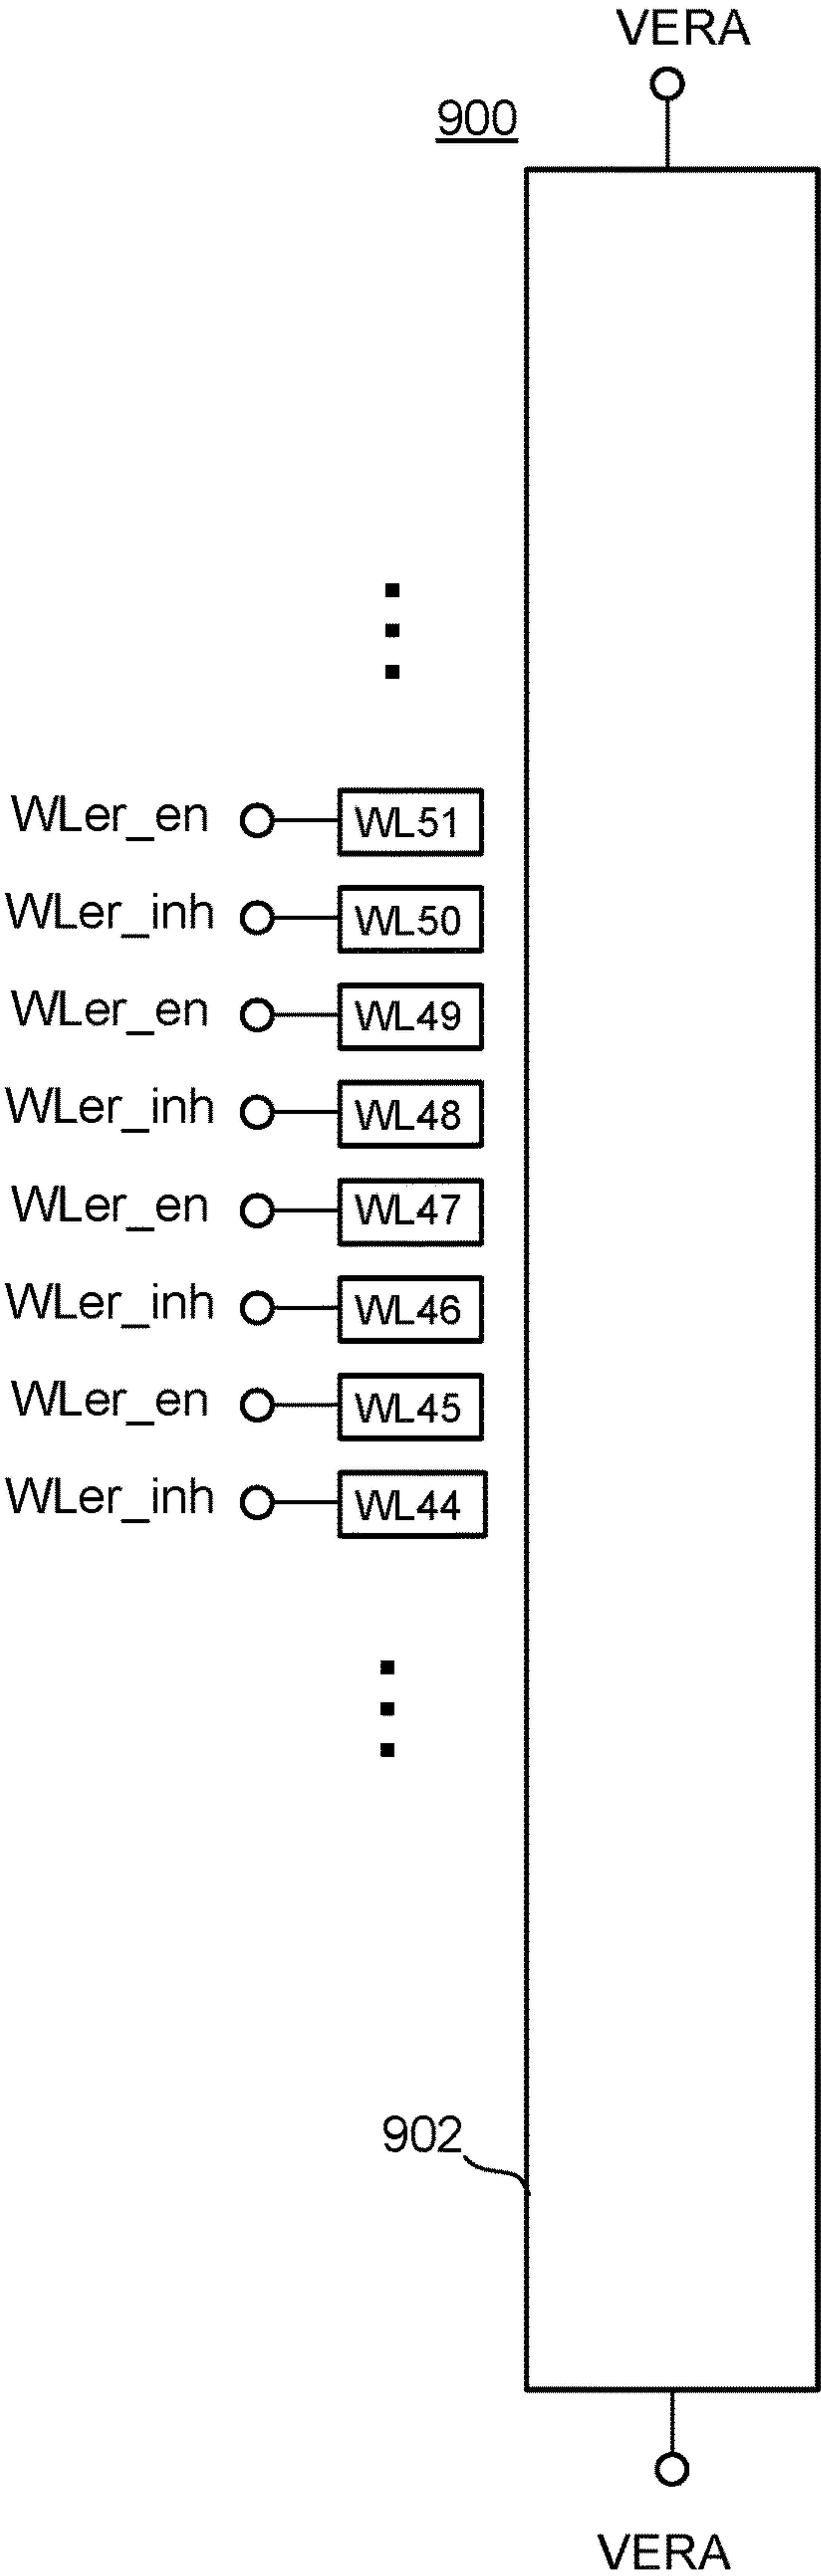 VERA
900
WLer_en WL51
WLer_inh WL50
WLer_en WL49
WLer_inh WL48
WLer_en WL47
WLer_inh WL46
WLer_en WL45
WLer_inh WL44
902
VERA